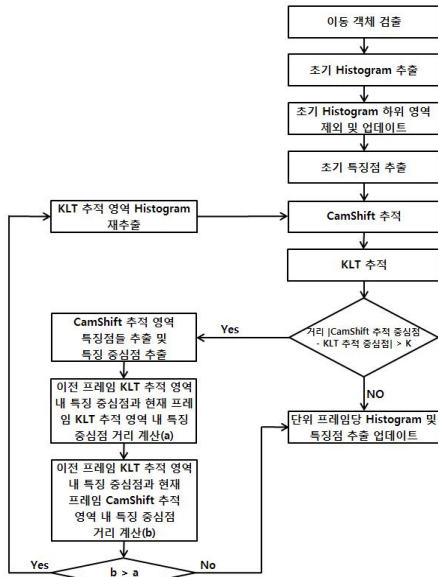 이동 객체 검출
초기 Histogram 추출
초기 Histogram 하위 영역
제외 및 업데이트
초기 특징점 추출
KLT 추적 영역 Histogram
재추출
CamShift 추적
KLT 추적
거리 |CamShift 추적 중심점
- KLT 추적 중심점| > K
Yes
CamShift 추적 영역
특징점들 추출 및
특징 중심점 추출
NO
이전 프레임 KLT 추적 영역
내 특징 중심점과 현재 프레
임 KLT 추적 영역 내 특징
중심점 거리 계산(a)
단위 프레임당 Histogram 및
특징점 추출 업데이트
이전 프레임 KLT 추적 영역
내 특징 중심점과 현재
프레임 CamShift 추적
영역 내 특징 중심점
거리 계산(b)
Yes
b > a
No